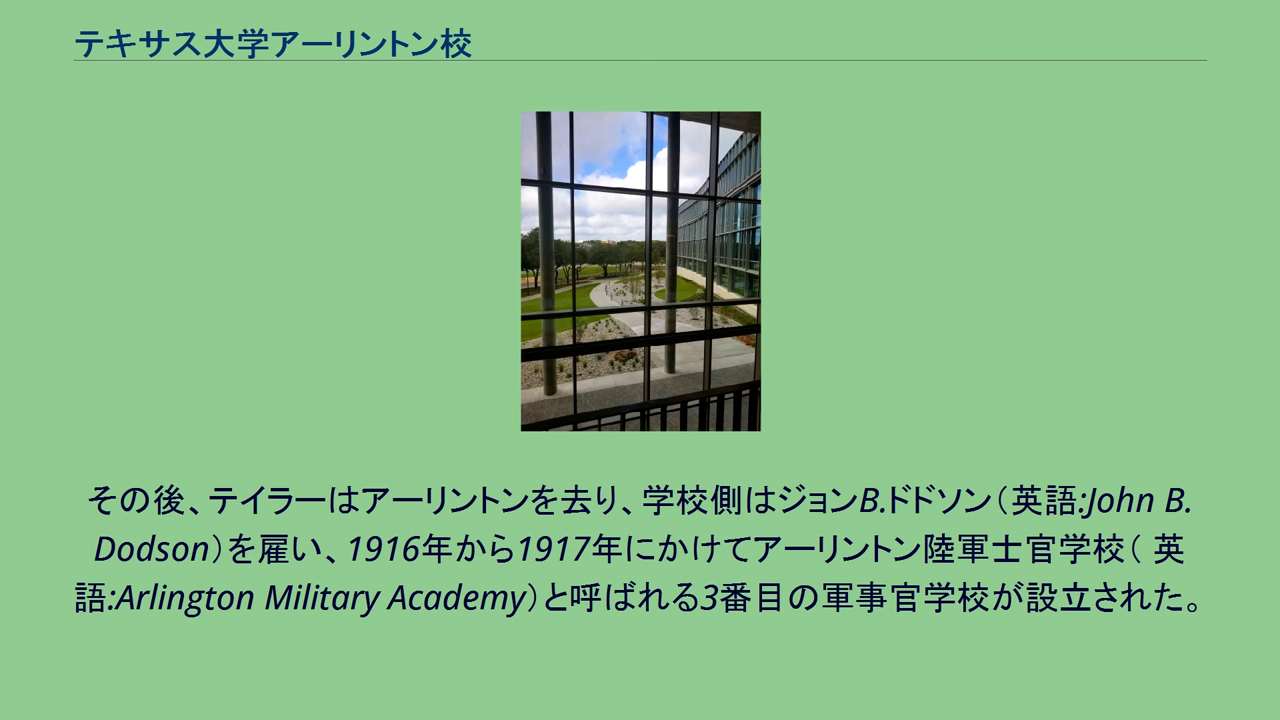 テキサス大学アーリントン校
その後、テイラーはアーリントンを去り、学校側はジョンB.ドドソン（英語:John B.
Dodson）を雇い、1916年から1917年にかけてアーリントン陸軍士官学校（ 英
語:Arlington Military Academy）と呼ばれる3番目の軍事官学校が設立された。